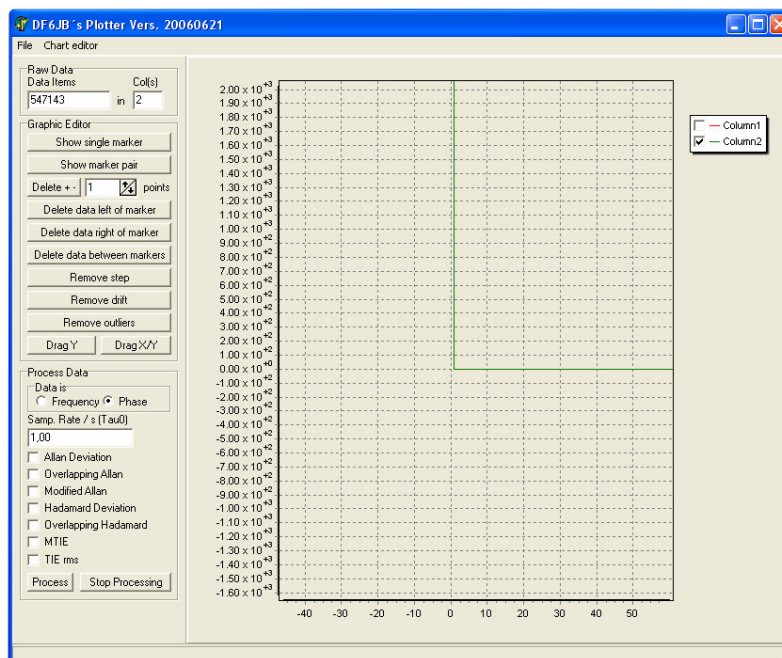 DF6JB´s Plotter Vers. 20060621
File Chart editor
Raw Data
Data Items Col(s)
547143 in 2
Graphic Editor
Show single marker
Show marker pair
Delete + - 1 points
Delete data left of marker
Delete data right of marker
Delete data between markers
Remove step
Remove drift
Remove outliers
Drag Y Drag X/Y
Process Data
Data is
Frequency Phase
Samp. Rate / s (Tau0)
1,00
Allan Deviation
Overlapping Allan
Modified Allan
Hadamard Deviation
Overlapping Hadamard
MTIE
TIE rms
Process Stop Processing
2.00 x 10+3
1.90 x 10+3
1.80 x 10+3
1.70 x 10+3
1.60 x 10+3
1.50 x 10+3
1.40 x 10+3
1.30 x 10+3
1.20 x 10+3
1.10 x 10+3
1.00 x 10+3
9.00 x 10+2
8.00 x 10+2
7.00 x 10+2
6.00 x 10+2
5.00 x 10+2
4.00 x 10+2
3.00 x 10+2
2.00 x 10+2
1.00 x 10+2
0.00 x 10+0
-1.00 x 10+2
-2.00 x 10+2
-3.00 x 10+2
-4.00 x 10+2
-5.00 x 10+2
-6.00 x 10+2
-7.00 x 10+2
-8.00 x 10+2
-9.00 x 10+2
-1.00 x 10+3
-1.10 x 10+3
-1.20 x 10+3
-1.30 x 10+3
-1.40 x 10+3
-1.50 x 10+3
-1.60 x 10+3
-40 -30 -20 -10 0 10 20 30 40 50
Column1
Column2